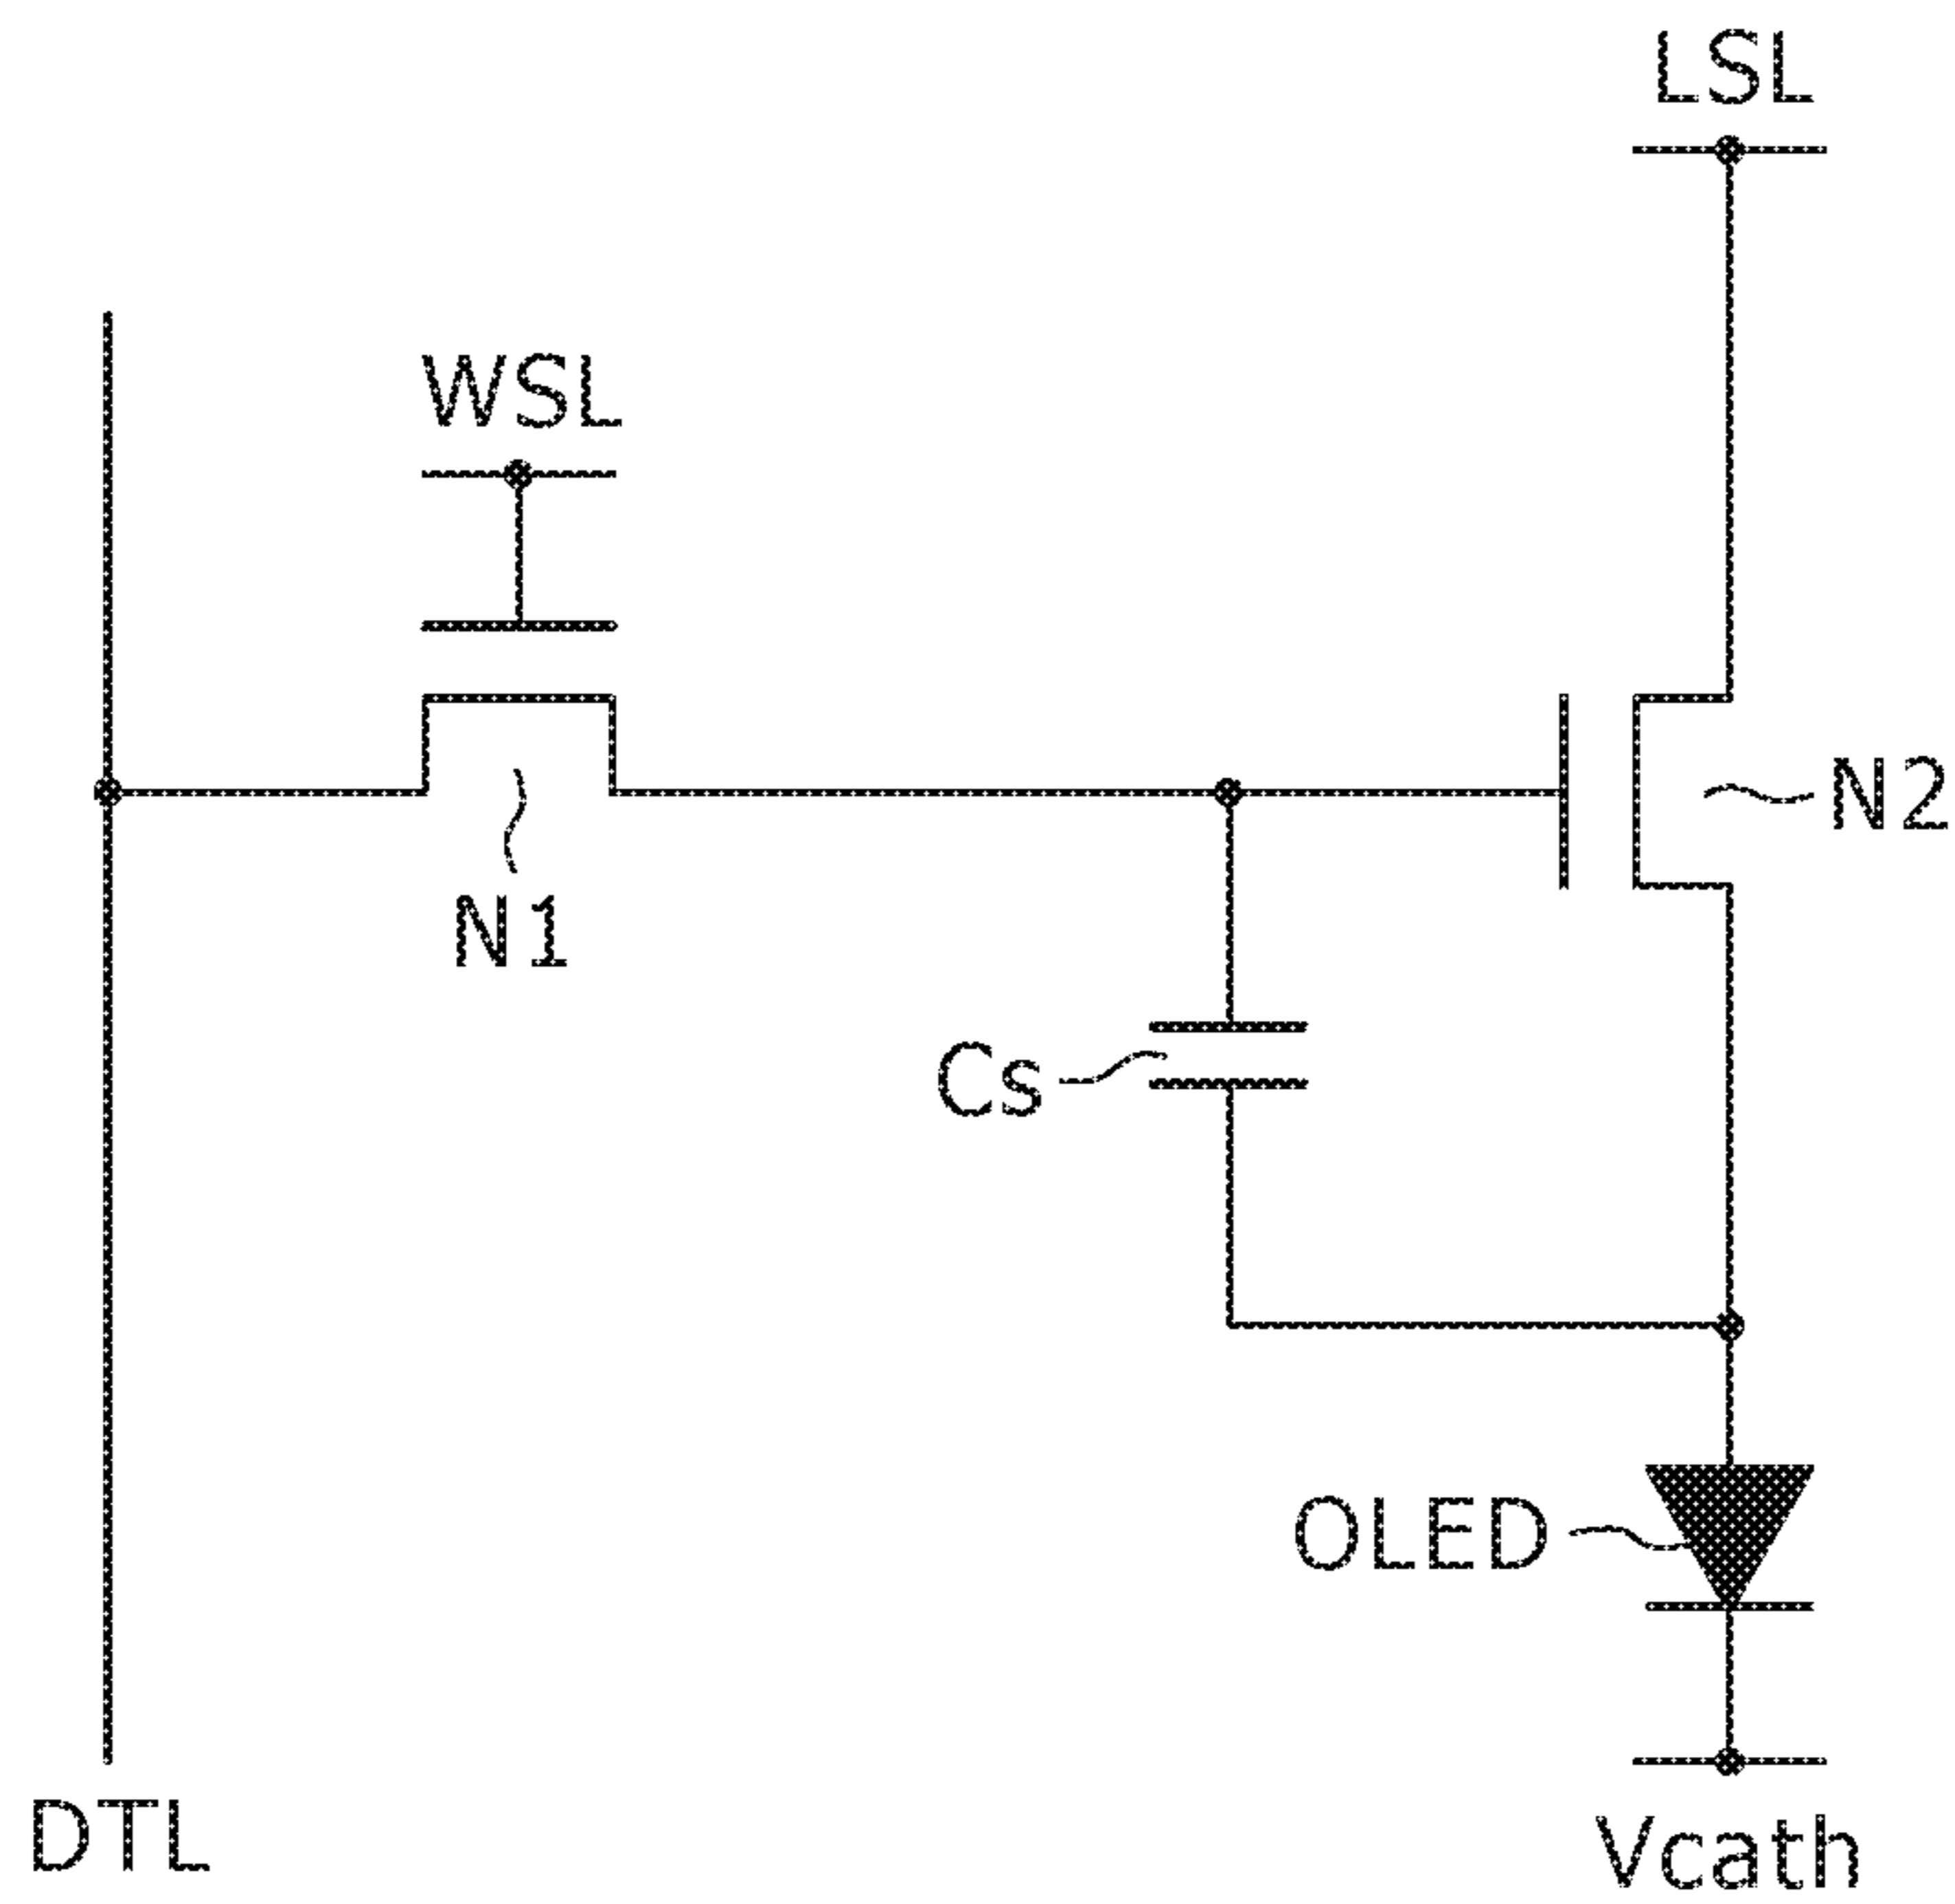 LSL
WSL
N2
N1
Cs
OLED
DTL
Vcath